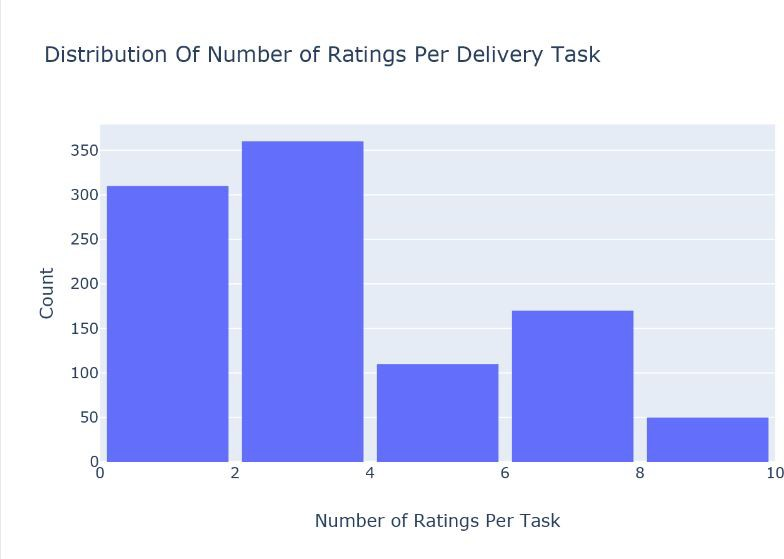 Distribution Of Number of Ratings Per Delivery Task
350
300
250
200
150
100
50
0
Count
0 2 4 6 8 10
Number of Ratings Per Task